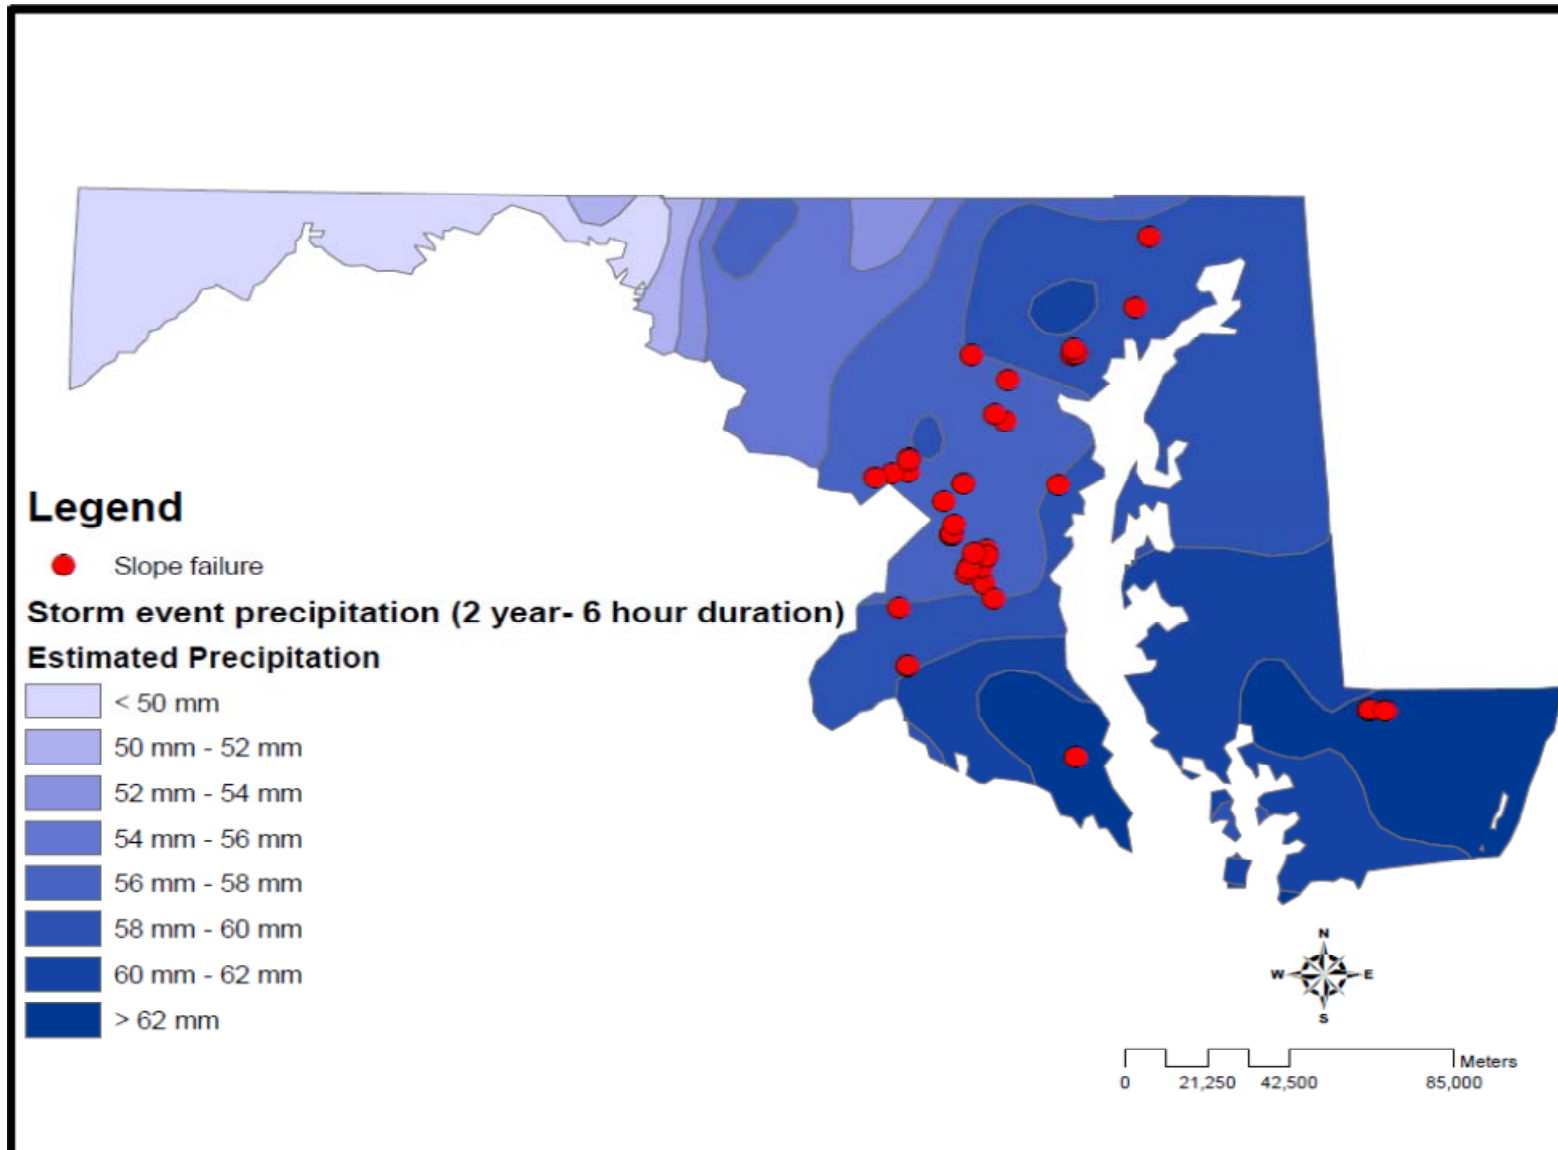 Legend
Slope failure
Storm event precipitation (2 year- 6 hour duration)
Estimated Precipitation
< 50 mm
50 mm - 52 mm
52 mm - 54 mm
54 mm - 56 mm
56 mm - 58 mm
58 mm - 60 mm
60 mm - 62 mm
> 62 mm
N
W E
S
Meters
0 21,250 42,500 85,000